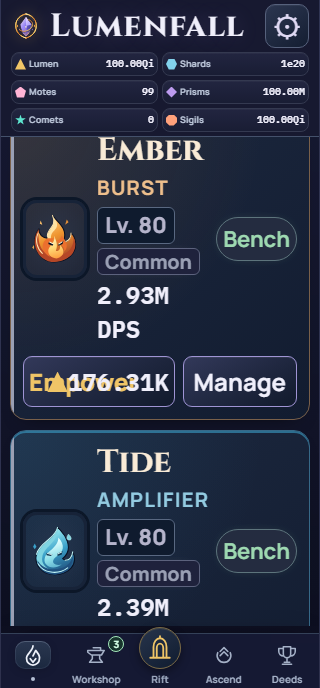 LUMENFALL
Lumen 100.00Qi
Shards 1e20
Motes 99
Prisms 100.00M
Comets 0
Sigils 100.00Qi
EMBER
BURST
Lv. 80
Common
Bench
2.93M
DPS
Empower 176.31K
Manage
TIDE
AMPLIFIER
Lv. 80
Common
Bench
2.39M
3
Workshop
Rift
Ascend
Deeds